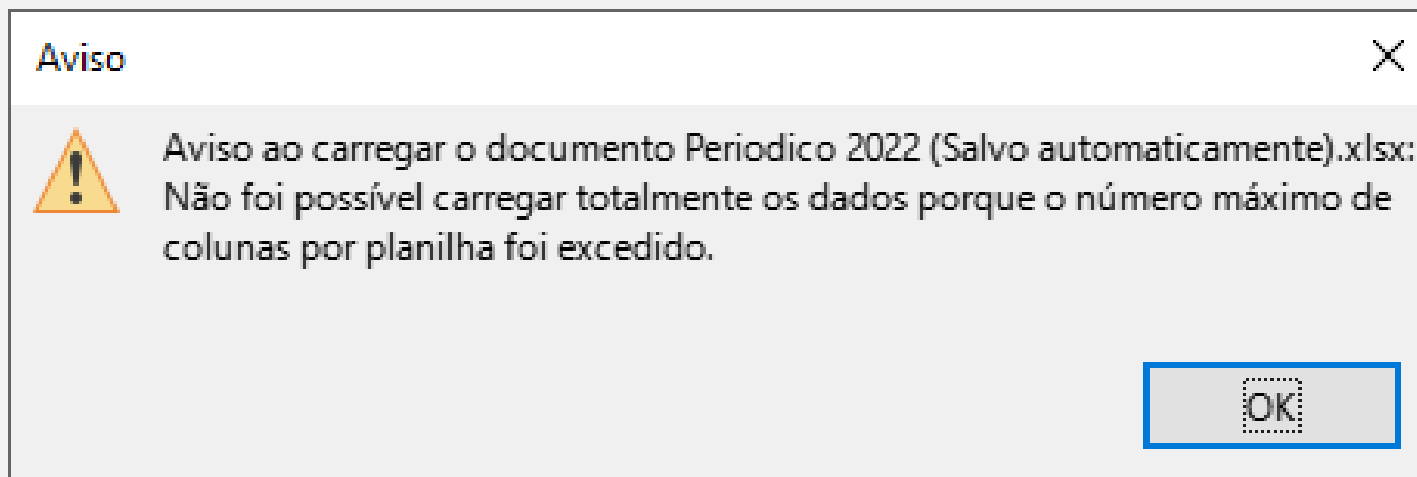 Aviso
Aviso ao carregar o documento Periodico 2022 (Salvo automaticamente).xlsx:
Não foi possível carregar totalmente os dados porque o número máximo de
colunas por planilha foi excedido.
OK